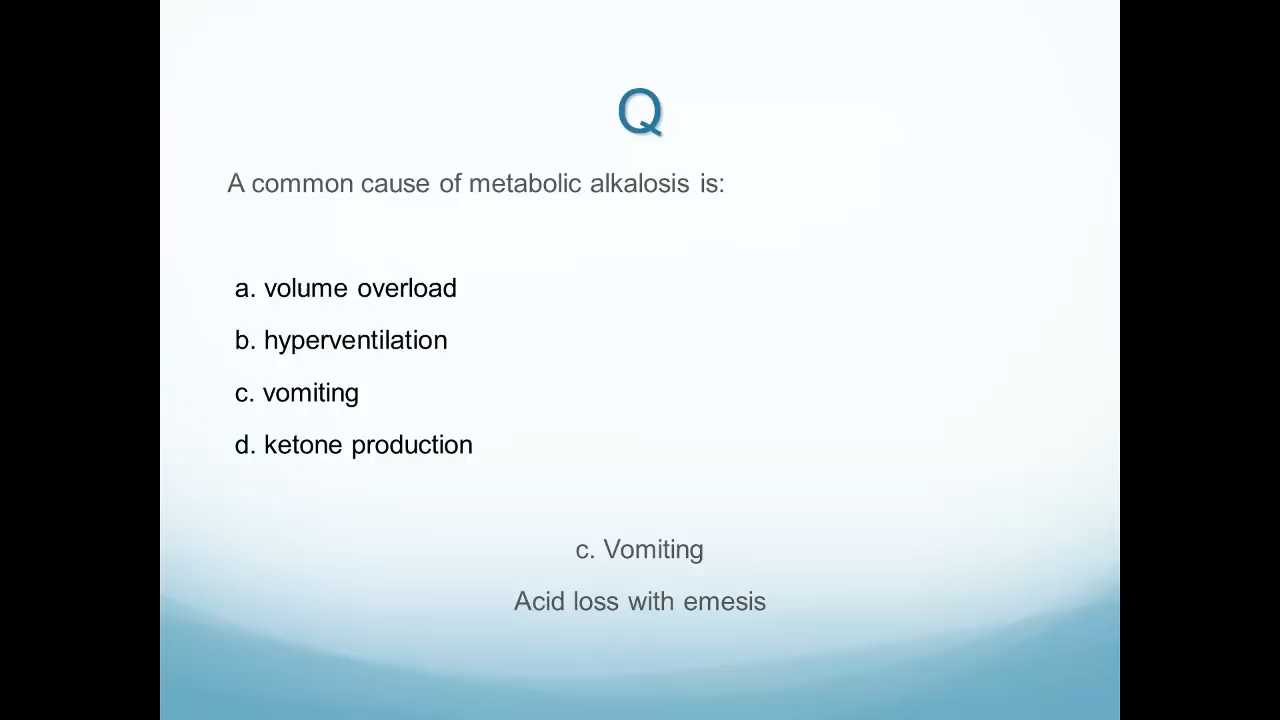 Q
A common cause of metabolic alkalosis is:
a. volume overload
b. hyperventilation
c. vomiting
d. ketone production
c. Vomiting
Acid loss with emesis